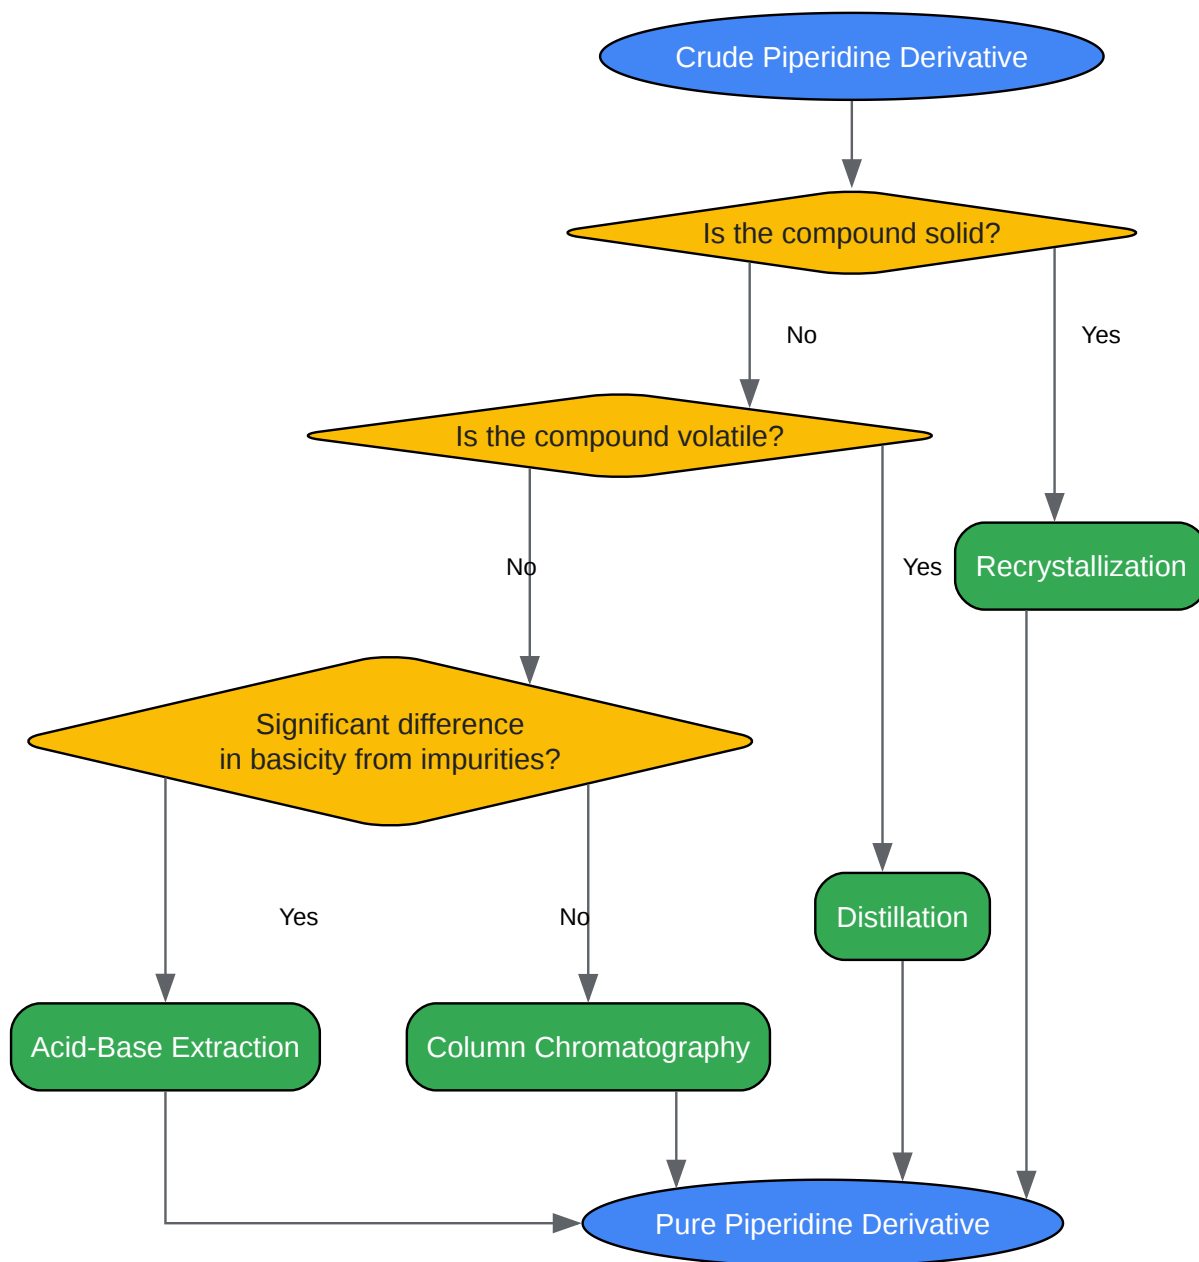 Crude Piperidine Derivative
Is the compound solid?
No
Yes
Is the compound volatile?
No
Yes
Recrystallization
Significant difference
in basicity from impurities?
Yes
No
Distillation
Acid-Base Extraction
Column Chromatography
Pure Piperidine Derivative